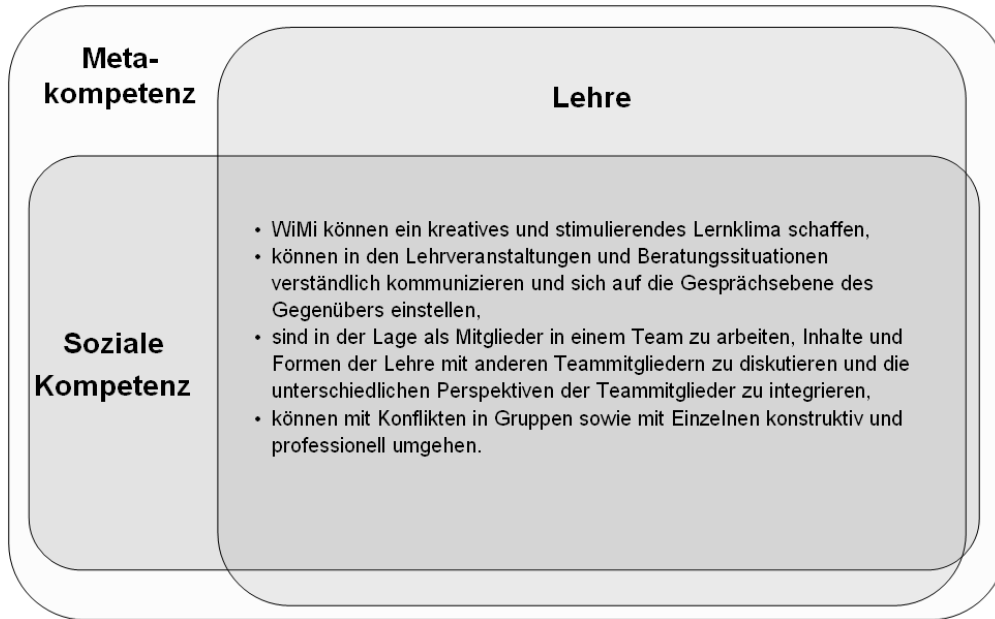 Meta-
kompetenz
Lehre
• WiMi können ein kreatives und stimulierendes Lernklima schaffen,
• können in den Lehrveranstaltungen und Beratungssituationen
verständlich kommunizieren und sich auf die Gesprächsebene des
Gegenübers einstellen,
• sind in der Lage als Mitglieder in einem Team zu arbeiten, Inhalte und
Formen der Lehre mit anderen Teammitgliedern zu diskutieren und die
unterschiedlichen Perspektiven der Teammitglieder zu integrieren,
• können mit Konflikten in Gruppen sowie mit Einzelnen konstruktiv und
professionell umgehen.
Soziale
Kompetenz